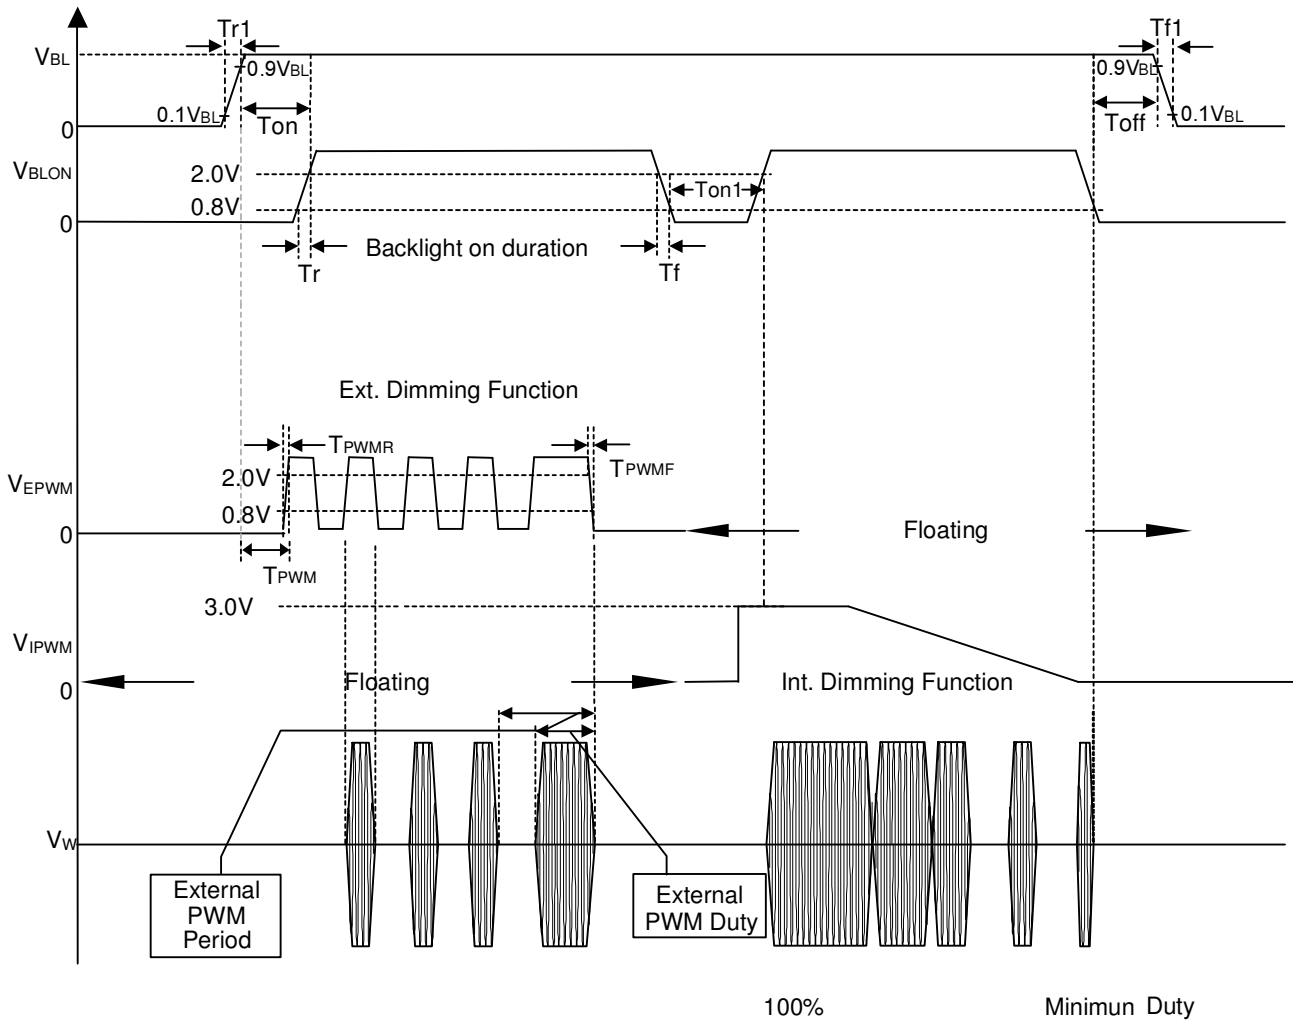 Tr1
Tf1
VBL
0.9VBL
0.9VBL
0.1VBL
Ton
Toff
0.1VBL
0
VBLON
2.0V
Ton1
0.8V
0
Backlight on duration
Tr
Tf
Ext. Dimming Function
TPWMR
TPWMF
2.0V
VEPWM
0.8V
0
Floating
TPWM
3.0V
VIPWM
0
Floating
Int. Dimming Function
VW
External
PWM
Period
External
PWM Duty
100%
Minimun Duty